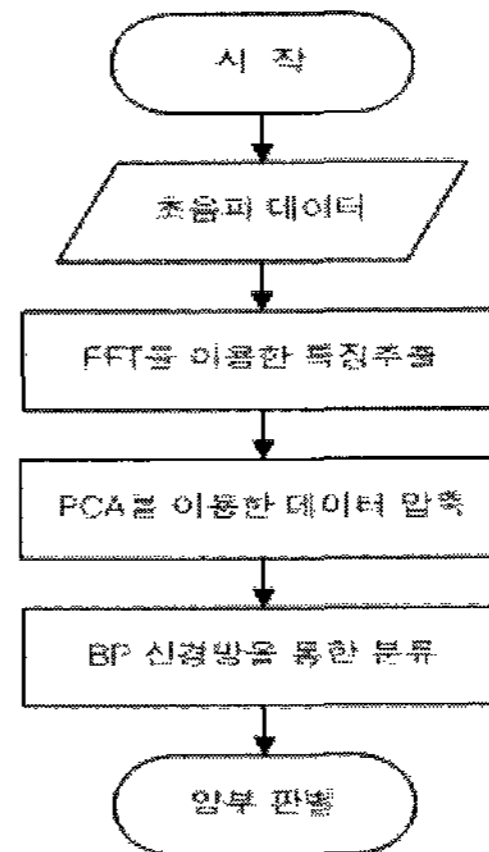 시 작
초음파 데이터
FFT를 이용한 특징추출
PCA를 이용한 데이터 압축
BP 신경망을 통한 분류
판별